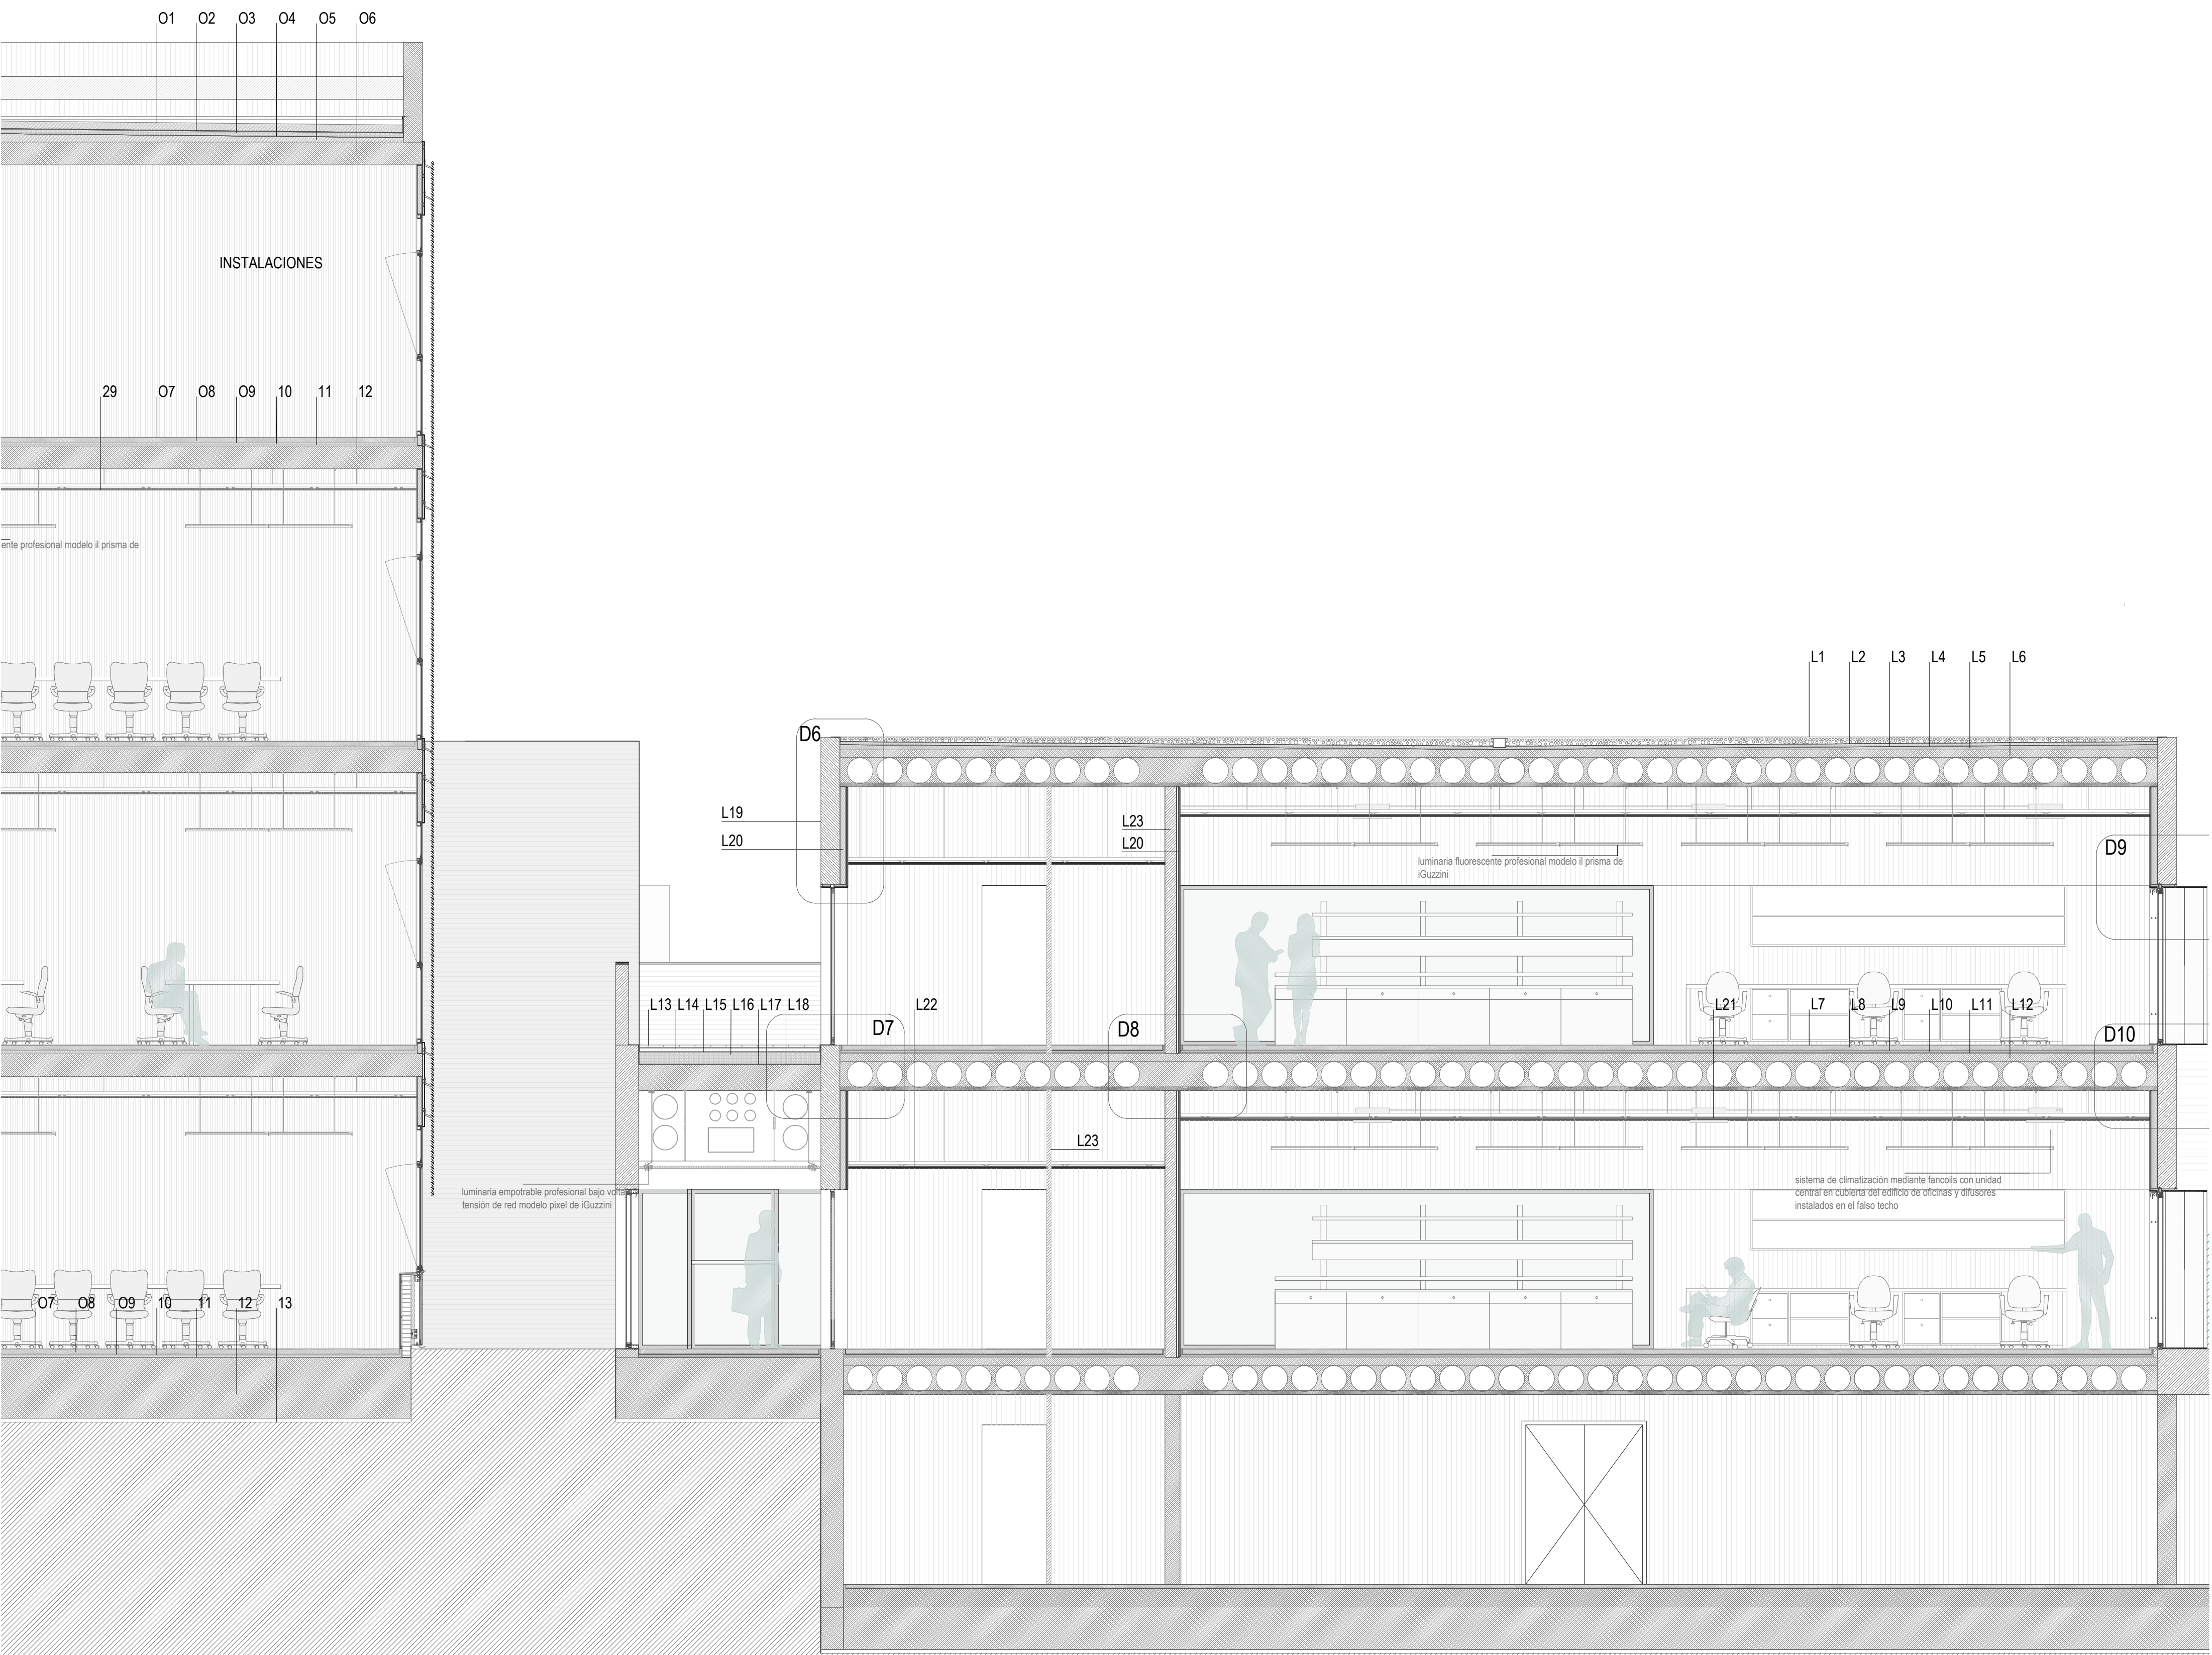 O1 O2 O3 O4 O5 O6
INSTALACIONES
29 O7 O8 O9 10 11 12
ente profesional modelo il prisma de
L1 L2 L3 L4 L5 L6
D6
L19
L20
L23
L20
D9
luminaria fluorescente profesional modelo il prisma de
iGuzzini
L13 L14 L15 L16 L17 L18
L22
L21 L7 L8 L9 L10 L11 L12
D7
D8
D10
L23
luminaria empotrable profesional bajo voltaje y
tensión de red modelo pixel de iGuzzini
sistema de climatización mediante fancoils con unidad
central en cubierta del edificio de oficinas y difusores
instalados en el falso techo
O7 O8 O9 10 11 12 13